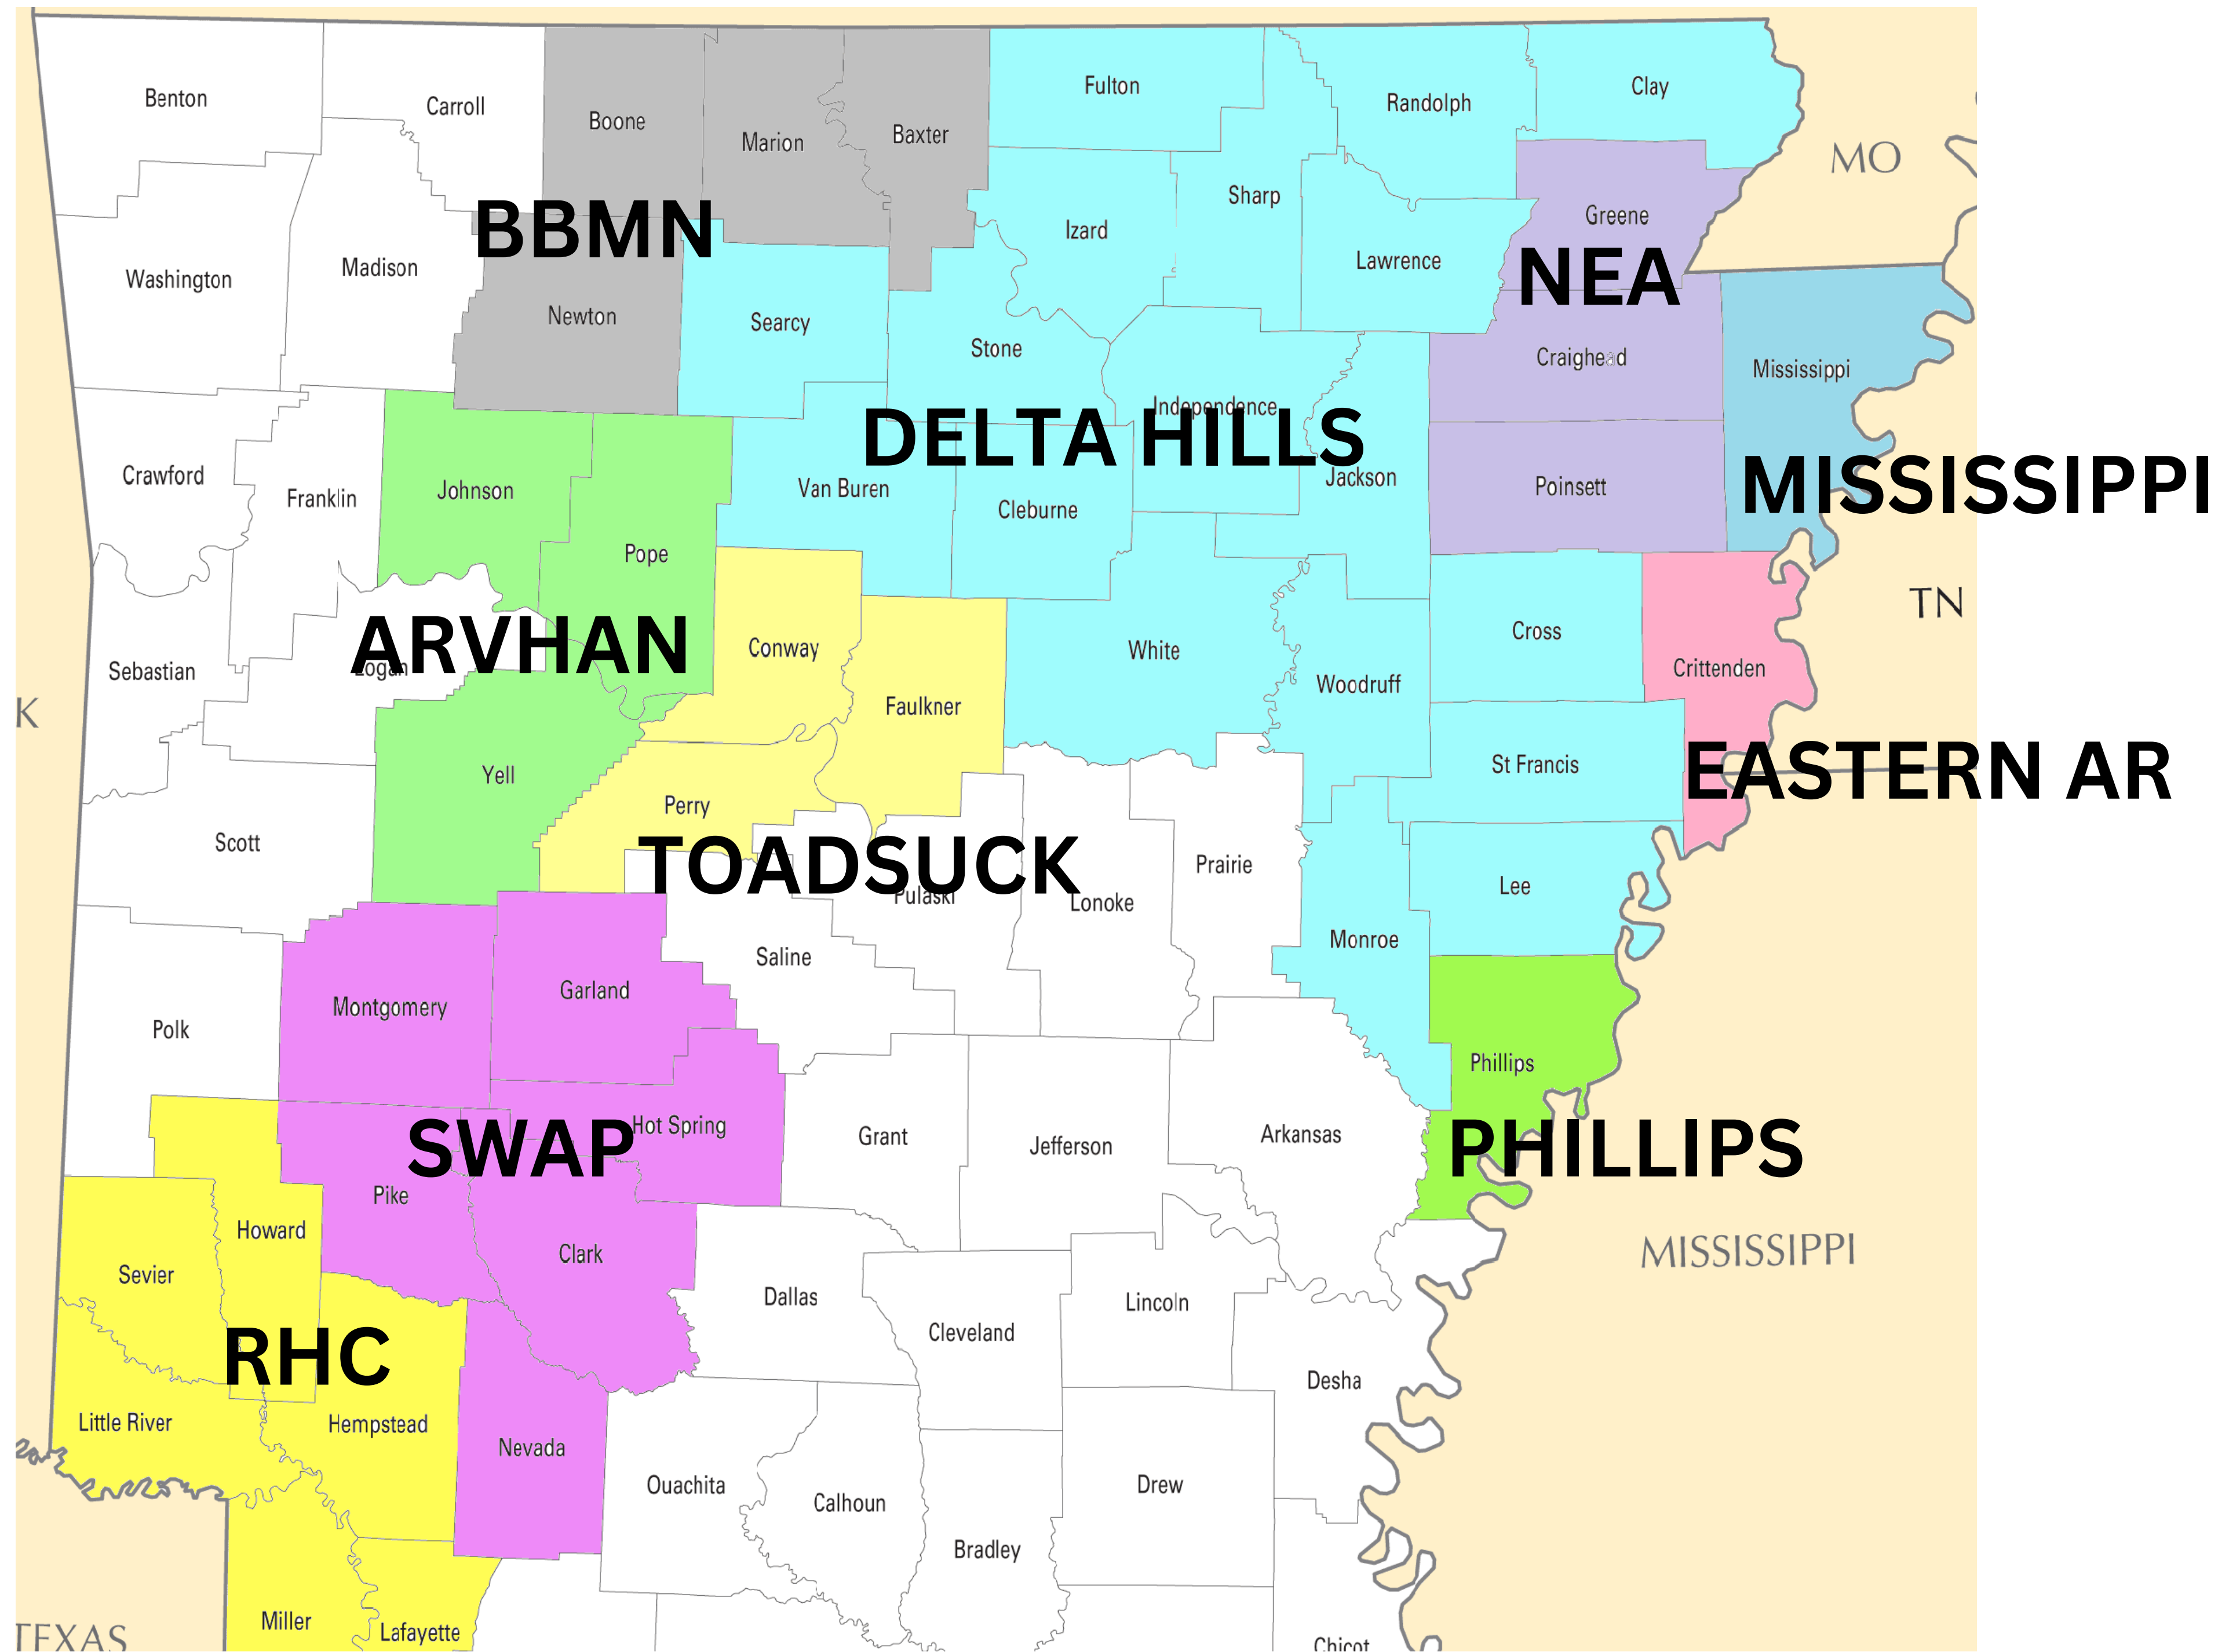 Benton
Carroll
Boone
Marion
Baxter
Fulton
Randolph
Clay
MO
Sharp
Izard
Greene
BBMN
Washington
Madison
Newton
Searcy
Stone
Lawrence
NEA
Craighead
Mississippi
Independence
DELTA HILLS
Crawford
Franklin
Johnson
Pope
Van Buren
Cleburne
Jackson
Poinsett
MISSISSIPPI
TN
ARVHAN
Logan
Sebastian
Conway
Faulkner
White
Woodruff
Cross
Crittenden
K
Yell
Perry
St Francis
EASTERN AR
Scott
TOADSUCK
Pulaski
Lonoke
Prairie
Lee
Monroe
Saline
Garland
Montgomery
Polk
Phillips
Hot Spring
SWAP
Pike
Grant
Jefferson
Arkansas
PHILLIPS
Howard
Sevier
Clark
Dallas
Cleveland
Lincoln
MISSISSIPPI
RHC
Little River
Hempstead
Nevada
Desha
Ouachita
Calhoun
Drew
Bradley
TEXAS
Miller
Lafayette
Chicot